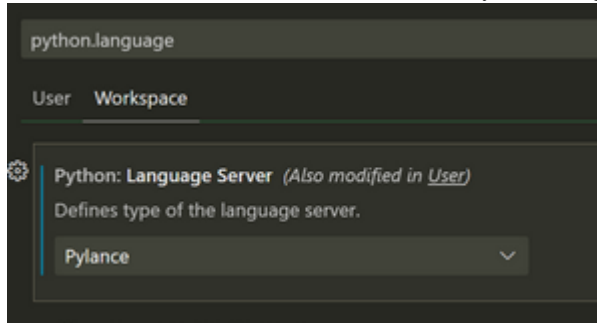 python.language
User Workspace
Python: Language Server (Also modified in User)
Defines type of the language server.
Pylance